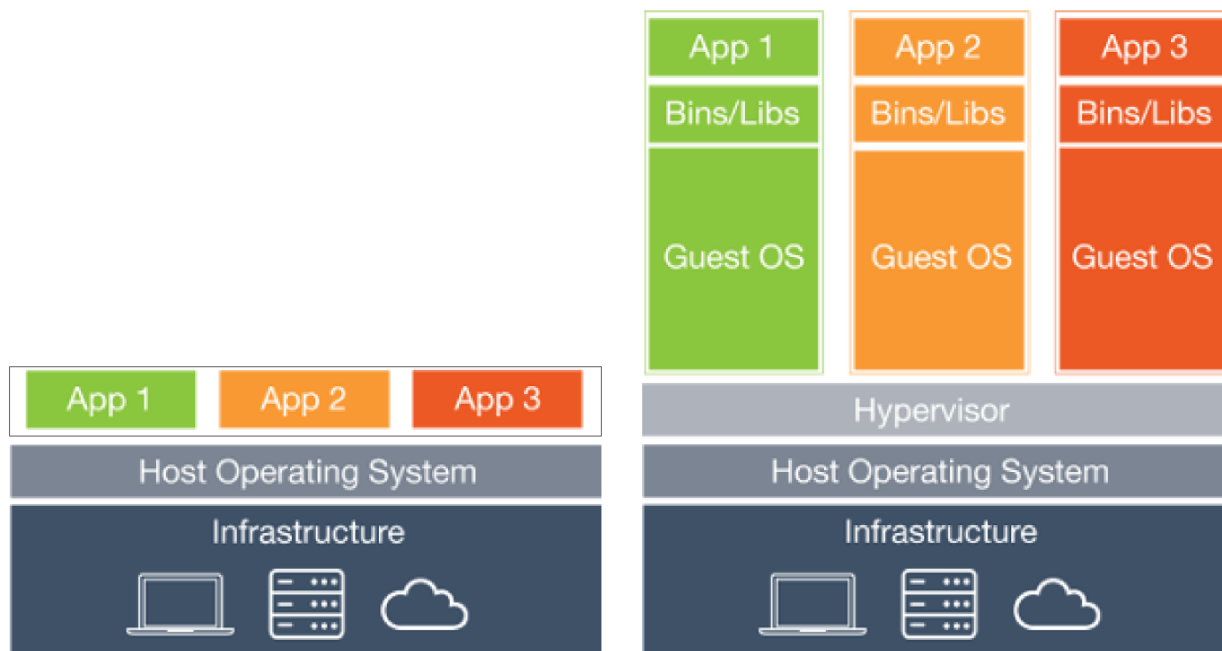 App 1
App 2
App 3
Host Operating System
Infrastructure
App 1
Bins/Libs
Guest OS
App 2
Bins/Libs
Guest OS
App 3
Bins/Libs
Guest OS
Hypervisor
Host Operating System
Infrastructure